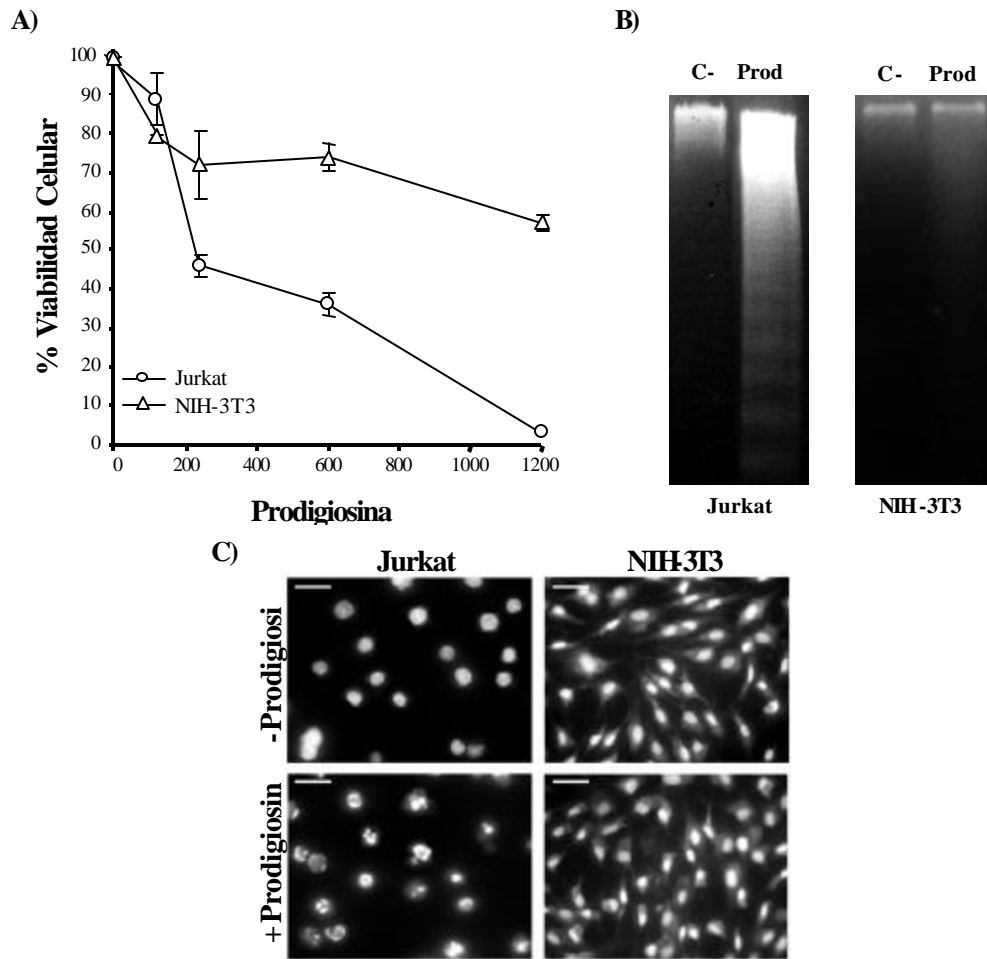 A)
100
90
80
70
60
50
40
30
20
10
0
% Viabilidad Celular
Jurkat
NIH-3T3
0 200 400 600 800 1000 1200
Prodigiosina
B)
C- Prod
C- Prod
Jurkat
NIH-3T3
C)
Jurkat
NIH-3T3
-Prodigiosi
+Prodigiosin